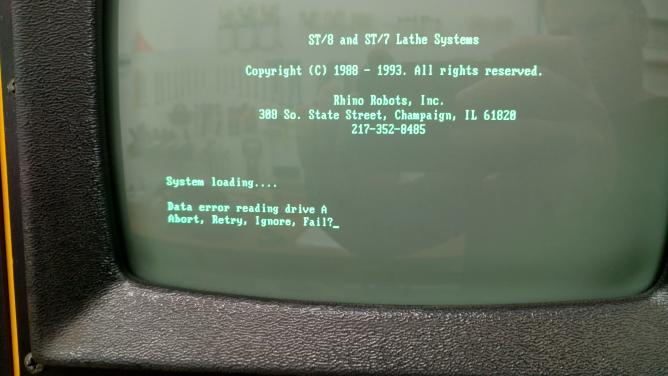 ST/8 and ST/7 Lathe Systems
Copyright (C) 1988 - 1993. All rights reserved.
Rhino Robots, Inc.
308 So. State Street, Champaign, IL 61820
217-352-8485
System loading....
Data error reading drive A
Abort, Retry, Ignore, Fail?_